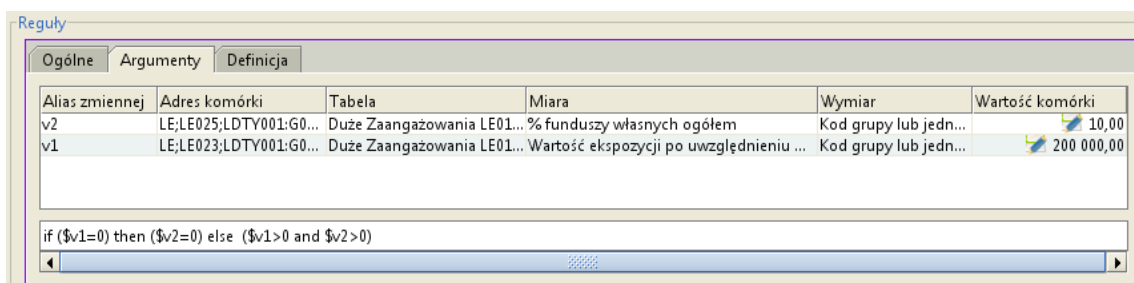 Reguły
Ogólne Argumenty Definicja
Alias zmiennej Adres komórki Tabela Miara Wymiar Wartość komórki
v2 LE;LE025;LDTY001:G0... Duże Zaangażowania LE01... % funduszy własnych ogółem Kod grupy lub jedn... 10,00
v1 LE;LE023;LDTY001:G0... Duże Zaangażowania LE01... Wartość ekspozycji po uwzględnieniu ... Kod grupy lub jedn... 200 000,00
if ($v1=0) then ($v2=0) else ($v1>0 and $v2>0)